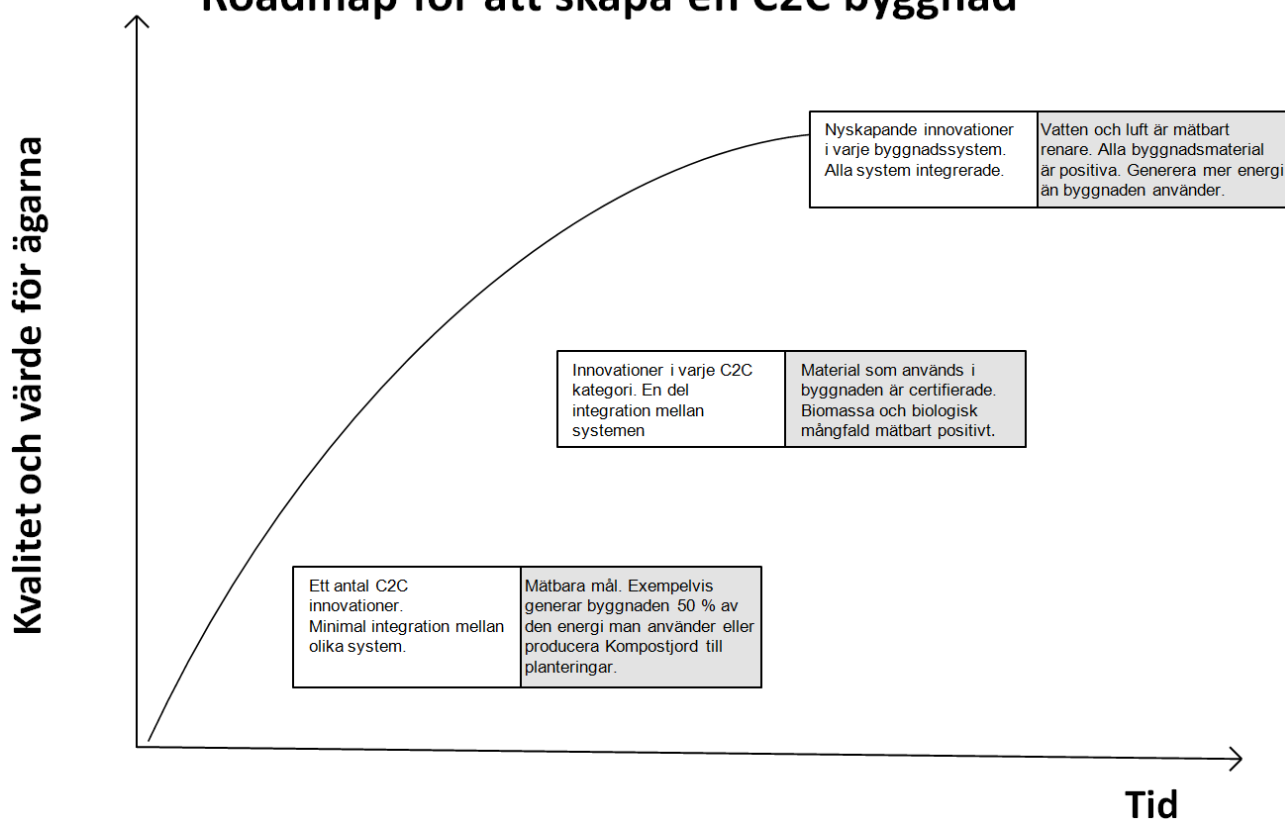 Roadmap för att skapa en C2C byggnad
Kvalitet och värde för ägarna
Nyskapande innovationer
i varje byggnadssystem.
Alla system integrerade.
Vatten och luft är mätbart
renare. Alla byggnadsmaterial
är positiva. Generera mer energi
än byggnaden använder.
Innovationer i varje C2C
kategori. En del
integration mellan
systemen
Material som används i
byggnaden är certifierade.
Biomassa och biologisk
mångfald mätbart positivt.
Ett antal C2C
innovationer.
Minimal integration mellan
olika system.
Mätbara mål. Exempelvis
generar byggnaden 50 % av
den energi man använder eller
producera Kompostjord till
planteringar.
Tid